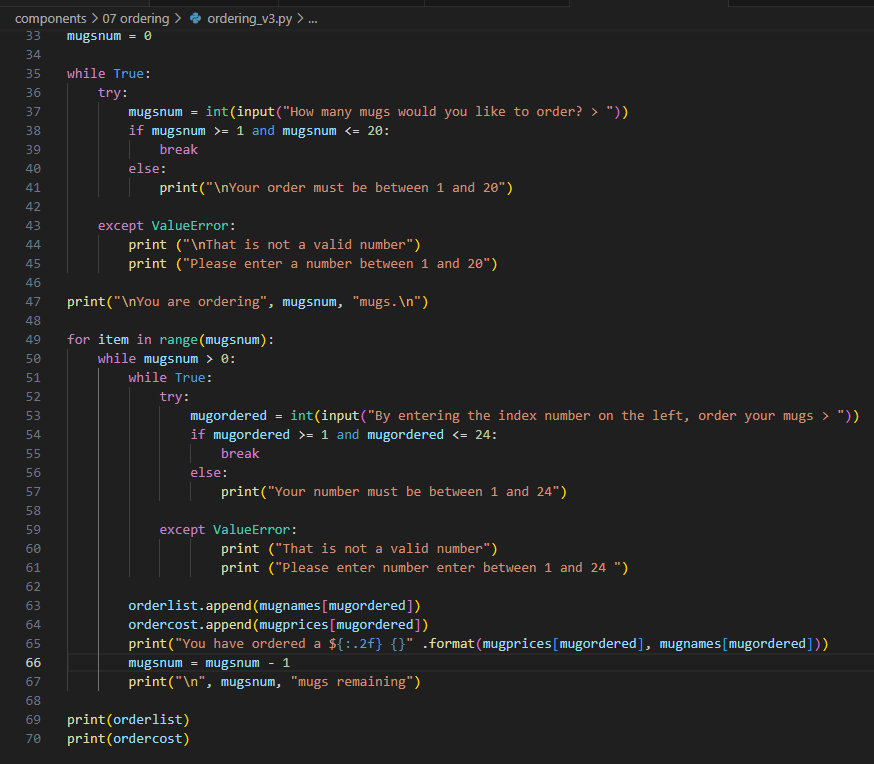 components > 07 ordering > ordering_v3.py > ...
33 mugsnum = 0
34
35 while True:
36     try:
37         mugsnum = int(input("How many mugs would you like to order? > "))
38         if mugsnum >= 1 and mugsnum <= 20:
39             break
40         else:
41             print("\nYour order must be between 1 and 20")
42
43     except ValueError:
44         print ("\nThat is not a valid number")
45         print ("Please enter a number between 1 and 20")
46
47 print("\nYou are ordering", mugsnum, "mugs.\n")
48
49 for item in range(mugsnum):
50     while mugsnum > 0:
51         while True:
52             try:
53                 mugordered = int(input("By entering the index number on the left, order your mugs > "))
54                 if mugordered >= 1 and mugordered <= 24:
55                     break
56                 else:
57                     print("Your number must be between 1 and 24")
58
59             except ValueError:
60                     print ("That is not a valid number")
61                     print ("Please enter number enter between 1 and 24 ")
62
63         orderlist.append(mugnames[mugordered])
64         ordercost.append(mugprices[mugordered])
65         print("You have ordered a ${:.2f} {}" .format(mugprices[mugordered], mugnames[mugordered]))
66         mugsnum = mugsnum - 1
67         print("\n", mugsnum, "mugs remaining")
68
69 print(orderlist)
70 print(ordercost)